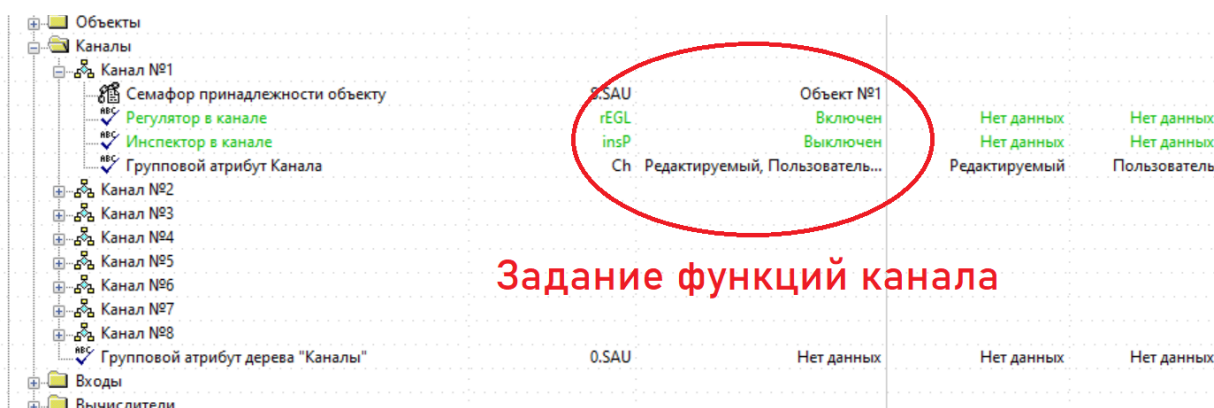 Объекты
Каналы
Канал №1
Семафор принадлежности объекту S.SAU Объект №1
Регулятор в канале rEGL Включен Нет данных Нет данных
Инспектор в канале insP Выключен Нет данных Нет данных
Групповой атрибут Канала Ch Редактируемый, Пользователь... Редактируемый Пользователь
Канал №2
Канал №3
Канал №4
Канал №5
Канал №6
Канал №7
Канал №8
Задание функций канала
Групповой атрибут дерева "Каналы" 0.SAU Нет данных Нет данных Нет данных
Входы
Вычислители